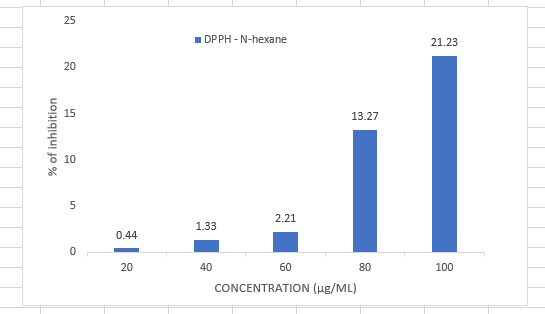 25
DPPH - N-hexane
21.23
20
15
13.27
% of inhibition
10
5
2.21
1.33
0.44
0
20 40 60 80 100
CONCENTRATION (µg/ML)